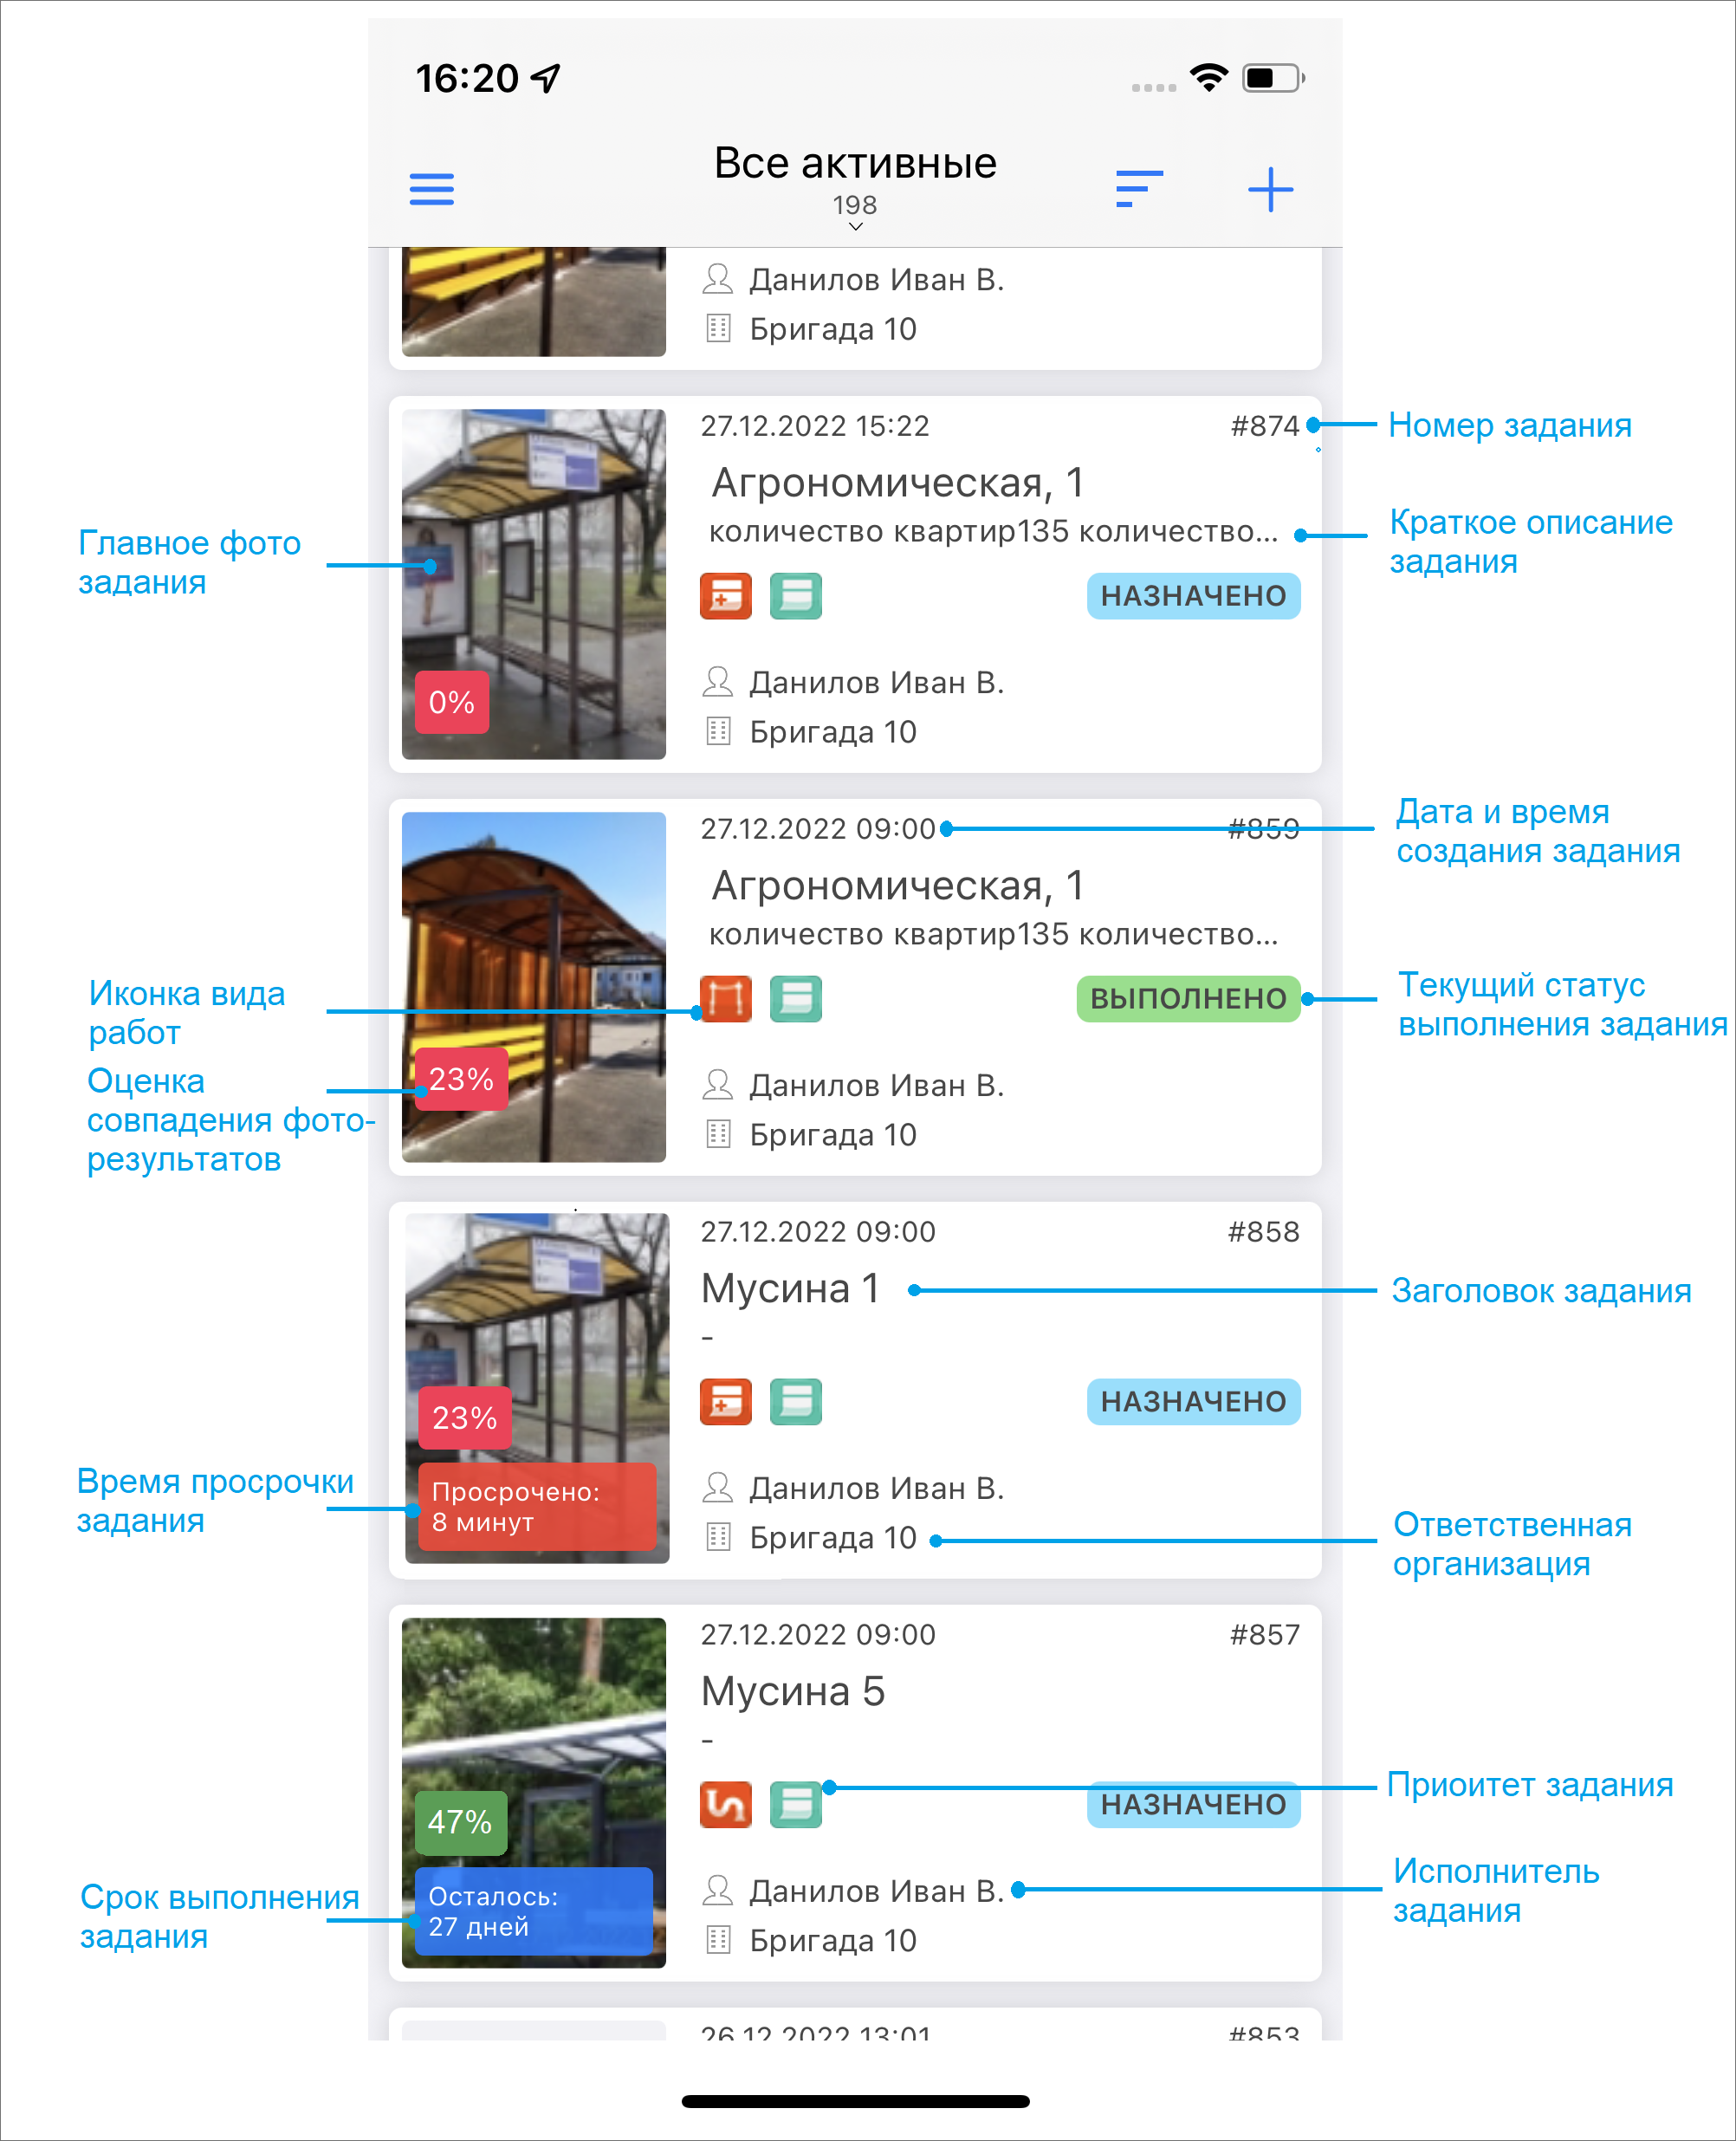 16:20
Все активные
198
Данилов Иван В.
Бригада 10
27.12.2022 15:22
#874
Номер задания
Агрономическая, 1
количество квартир135 количество...
Краткое описание
задания
Главное фото
задания
НАЗНАЧЕНО
0%
Данилов Иван В.
Бригада 10
27.12.2022 09:00
#859
Дата и время
создания задания
Агрономическая, 1
количество квартир135 количество...
Иконка вида
работ
ВЫПОЛНЕНО
Текущий статус
выполнения задания
Оценка
совпадения фото-
результатов
23%
Данилов Иван В.
Бригада 10
27.12.2022 09:00
#858
Мусина 1
Заголовок задания
-
23%
НАЗНАЧЕНО
Время просрочки
задания
Просрочено:
8 минут
Данилов Иван В.
Бригада 10
Ответственная
организация
27.12.2022 09:00
#857
Мусина 5
-
47%
НАЗНАЧЕНО
Приоитет задания
Срок выполнения
задания
Осталось:
27 дней
Данилов Иван В.
Исполнитель
задания
Бригада 10
26.12.2022 13:01
#853